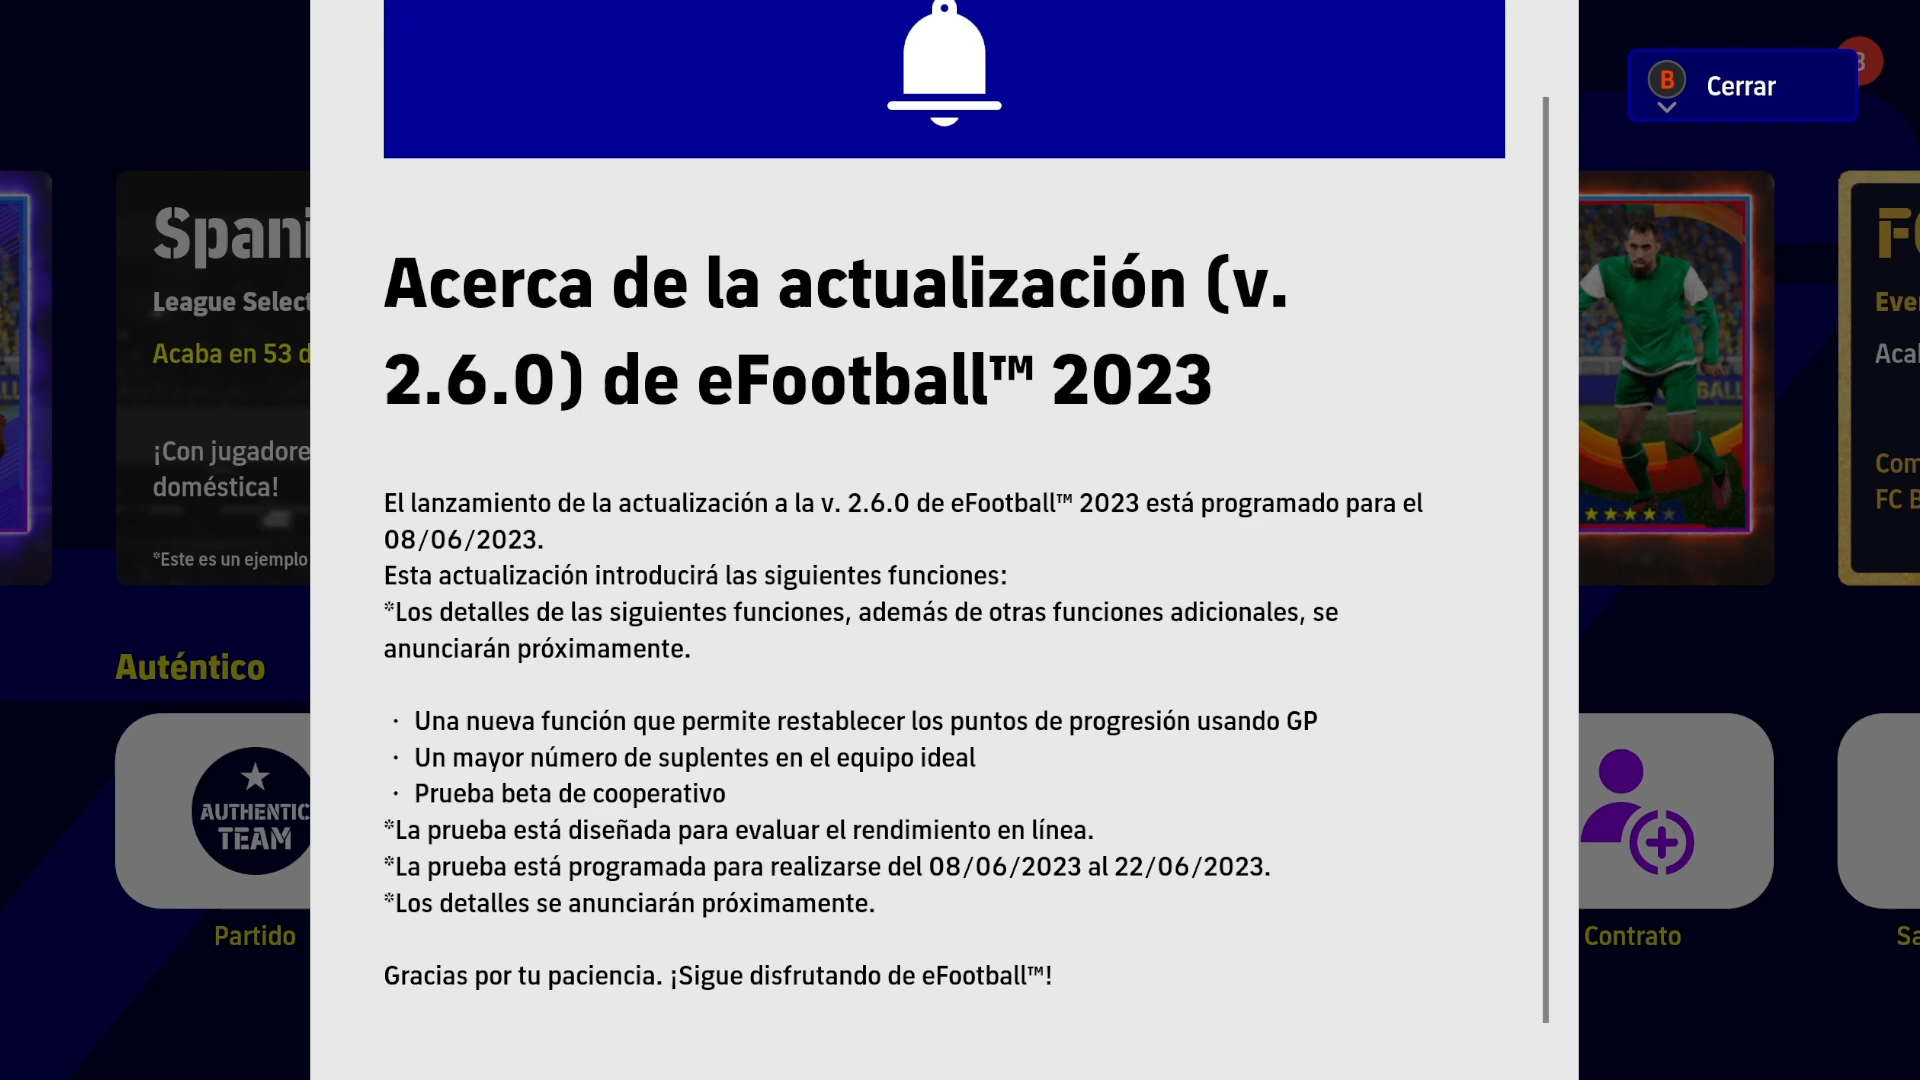 Cerrar
Acerca de la actualización (v.
2.6.0) de eFootball™ 2023
El lanzamiento de la actualización a la v. 2.6.0 de eFootball™ 2023 está programado para el
08/06/2023.
Esta actualización introducirá las siguientes funciones:
*Los detalles de las siguientes funciones, además de otras funciones adicionales, se
anunciarán próximamente.
· Una nueva función que permite restablecer los puntos de progresión usando GP
· Un mayor número de suplentes en el equipo ideal
· Prueba beta de cooperativo
*La prueba está diseñada para evaluar el rendimiento en línea.
*La prueba está programada para realizarse del 08/06/2023 al 22/06/2023.
*Los detalles se anunciarán próximamente.
Gracias por tu paciencia. ¡Sigue disfrutando de eFootball™!
B
Spani
League Select
Acaba en 53 d
¡Con jugadore
doméstica!
*Este es un ejemplo
Auténtico
AUTHENTIC
TEAM
Partido
Contrato
Sa
Eve
Aca
Com
FC B